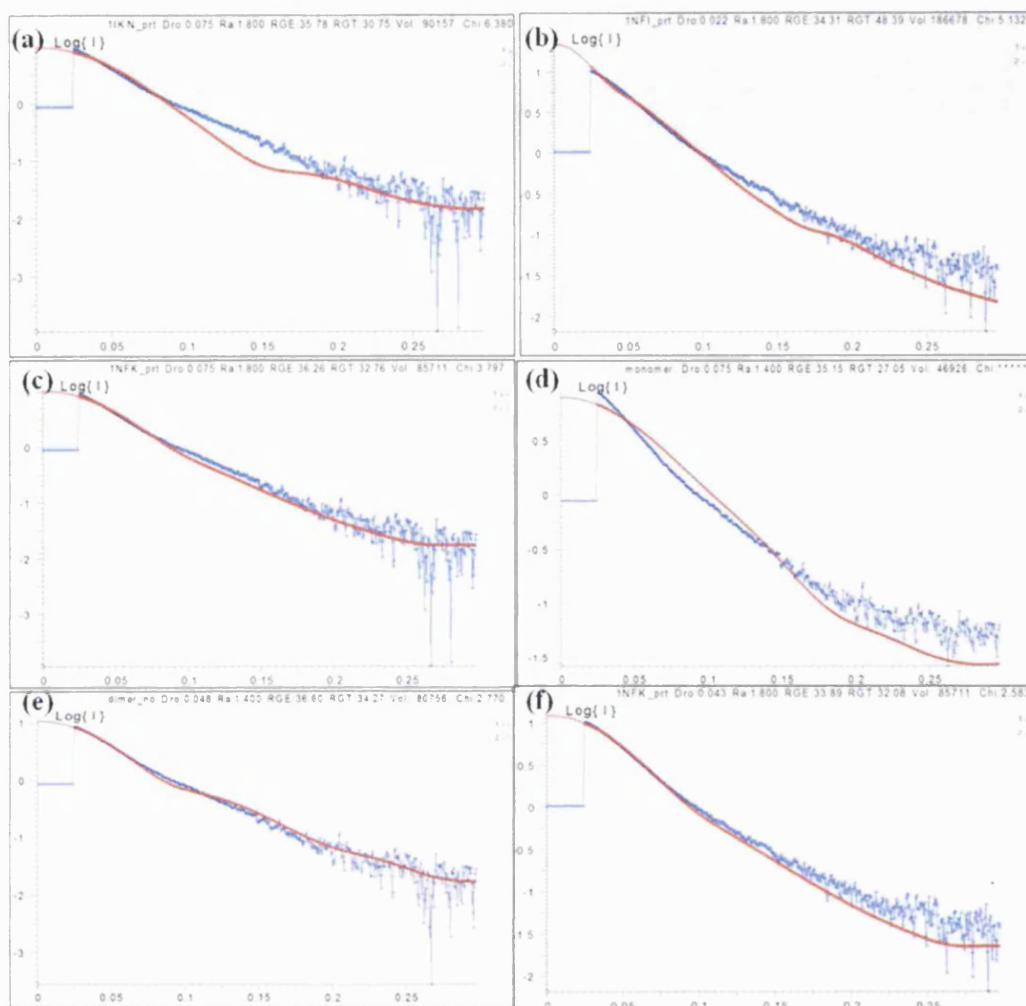 1IKN_prt Dro:0.075 Ra:1.800 RGE 35.78 RGT 30.75 Vol: 90157 Chi:6.380
(a)
Log{I}
0
-1
-2
-3
0 0.05 0.1 0.15 0.2 0.25
1NFI_prt Dro:0.022 Ra:1.800 RGE:34.31 RGT:48.39 Vol:186678 Chi:5.132
(b)
Log{I}
1
0.5
0
-0.5
-1
-1.5
-2
0 0.05 0.1 0.15 0.2 0.25
1NFK_prt Dro:0.075 Ra:1.800 RGE 36.26 RGT 32.76 Vol: 85711 Chi:3.797
(c)
Log{I}
1
0
-1
-2
-3
0 0.05 0.1 0.15 0.2 0.25
monomer Dro:0.075 Ra:1.400 RGE:35.15 RGT:27.05 Vol: 46926 Chi:*****
(d)
Log{I}
0.5
0
-0.5
-1
-1.5
0 0.05 0.1 0.15 0.2 0.25
dimer_no Dro:0.048 Ra:1.400 RGE RGT:34.27 Vol: Chi:2.770
(e)
Log{I}
1
0
-1
-2
-3
0 0.05 0.1 0.15 0.2 0.25
1NFK_prt Dro:0.043 Ra:1.800 RGE:33.89 RGT 32.08 Vol: 85711 Chi:2.58
(f)
Log{I}
1
0.5
0
-0.5
-1
1.5
-2
0 0.05 0.1 0.15 0.2 0.25